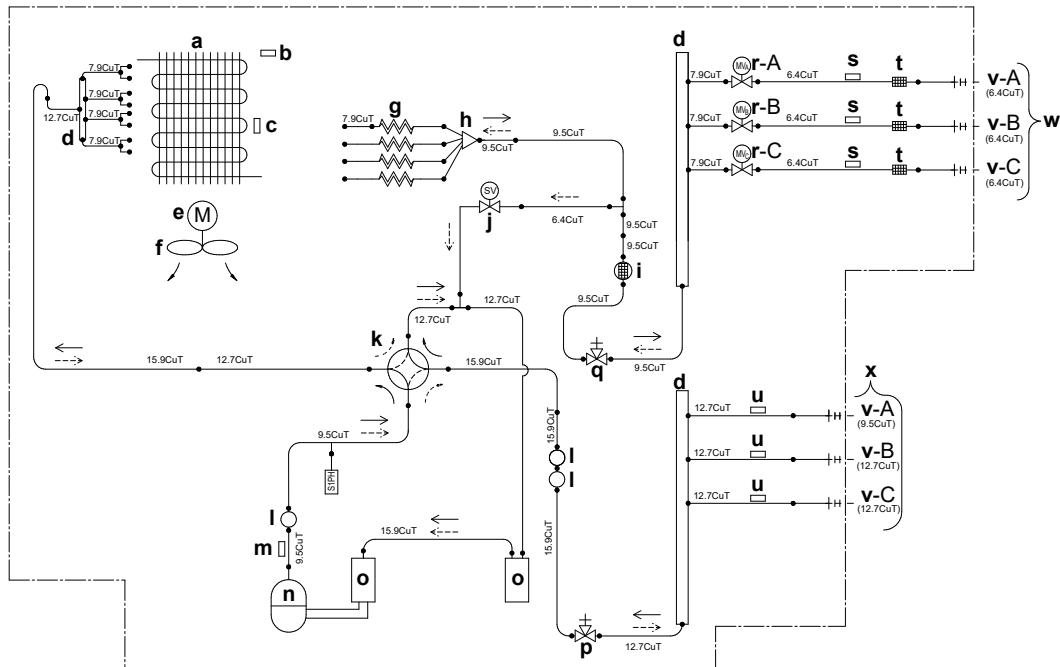 a
b
7.9CuT
7.9CuT
7.9CuT
7.9CuT
12.7CuT
d
c
e
M
f
g
7.9CuT
h
9.5CuT
9.5CuT
SV
j
6.4CuT
9.5CuT
9.5CuT
i
9.5CuT
q
9.5CuT
d
7.9CuT
MVA
r-A
6.4CuT
s
t
v-A
(6.4CuT)
7.9CuT
MVB
r-B
6.4CuT
s
t
v-B
(6.4CuT)
w
7.9CuT
MVC
r-C
6.4CuT
s
t
v-C
(6.4CuT)
12.7CuT
12.7CuT
k
15.9CuT
12.7CuT
15.9CuT
9.5CuT
S1PH
l
m
9.5CuT
n
15.9CuT
o
o
15.9CuT
l
l
15.9CuT
p
12.7CuT
d
x
12.7CuT
u
v-A
(9.5CuT)
12.7CuT
u
v-B
(12.7CuT)
12.7CuT
u
v-C
(12.7CuT)